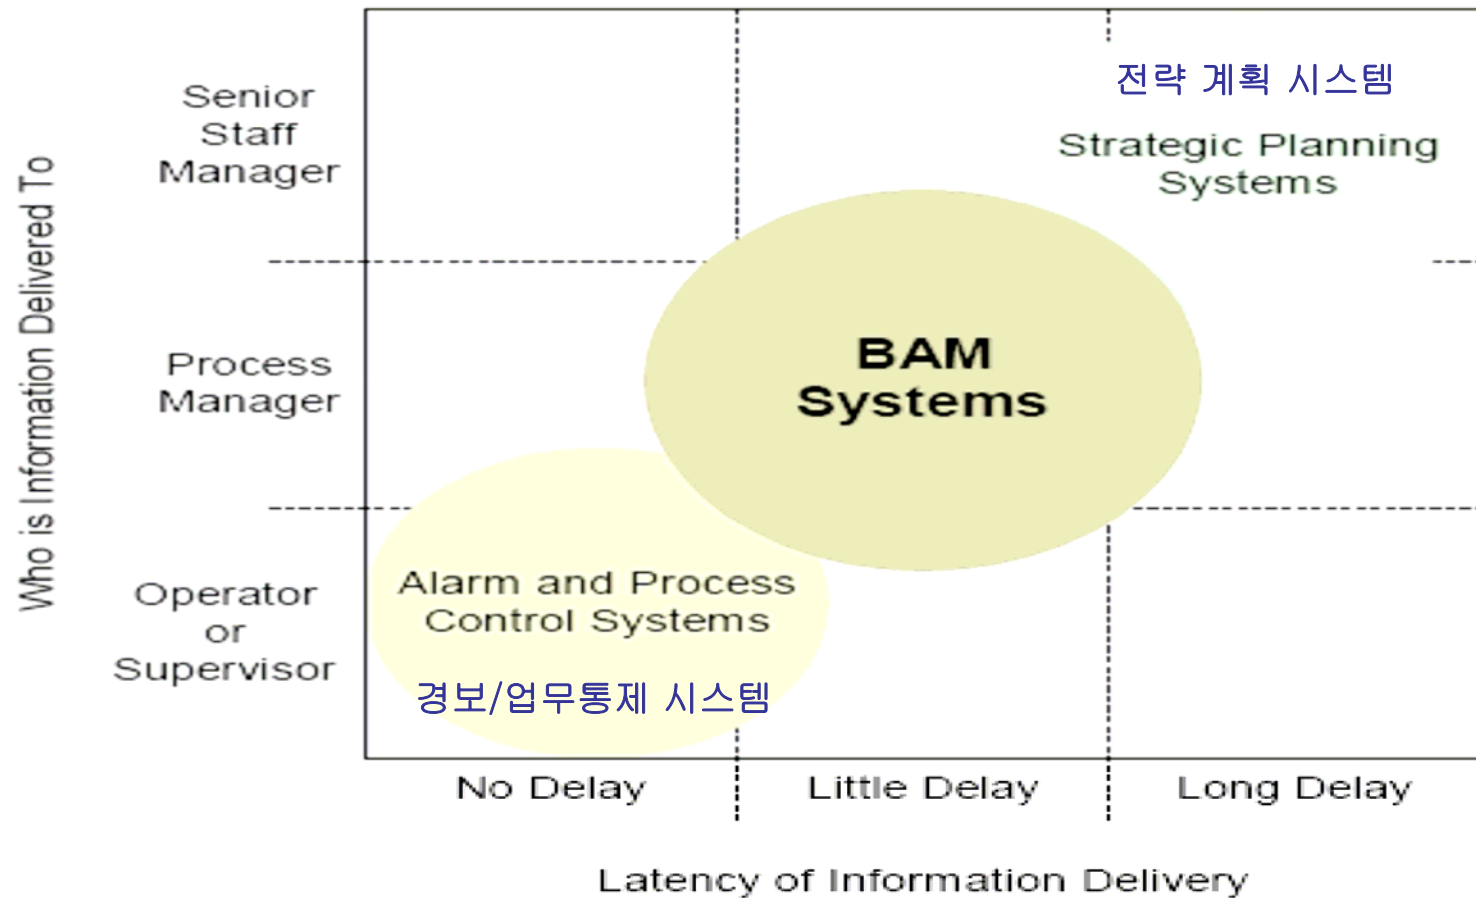 Who is Information Delivered To
Senior
Staff
Manager
Process
Manager
Operator
or
Supervisor
전략 계획 시스템
Strategic Planning
Systems
BAM
Systems
Alarm and Process
Control Systems
경보/업무통제 시스템
No Delay
Little Delay
Long Delay
Latency of Information Delivery